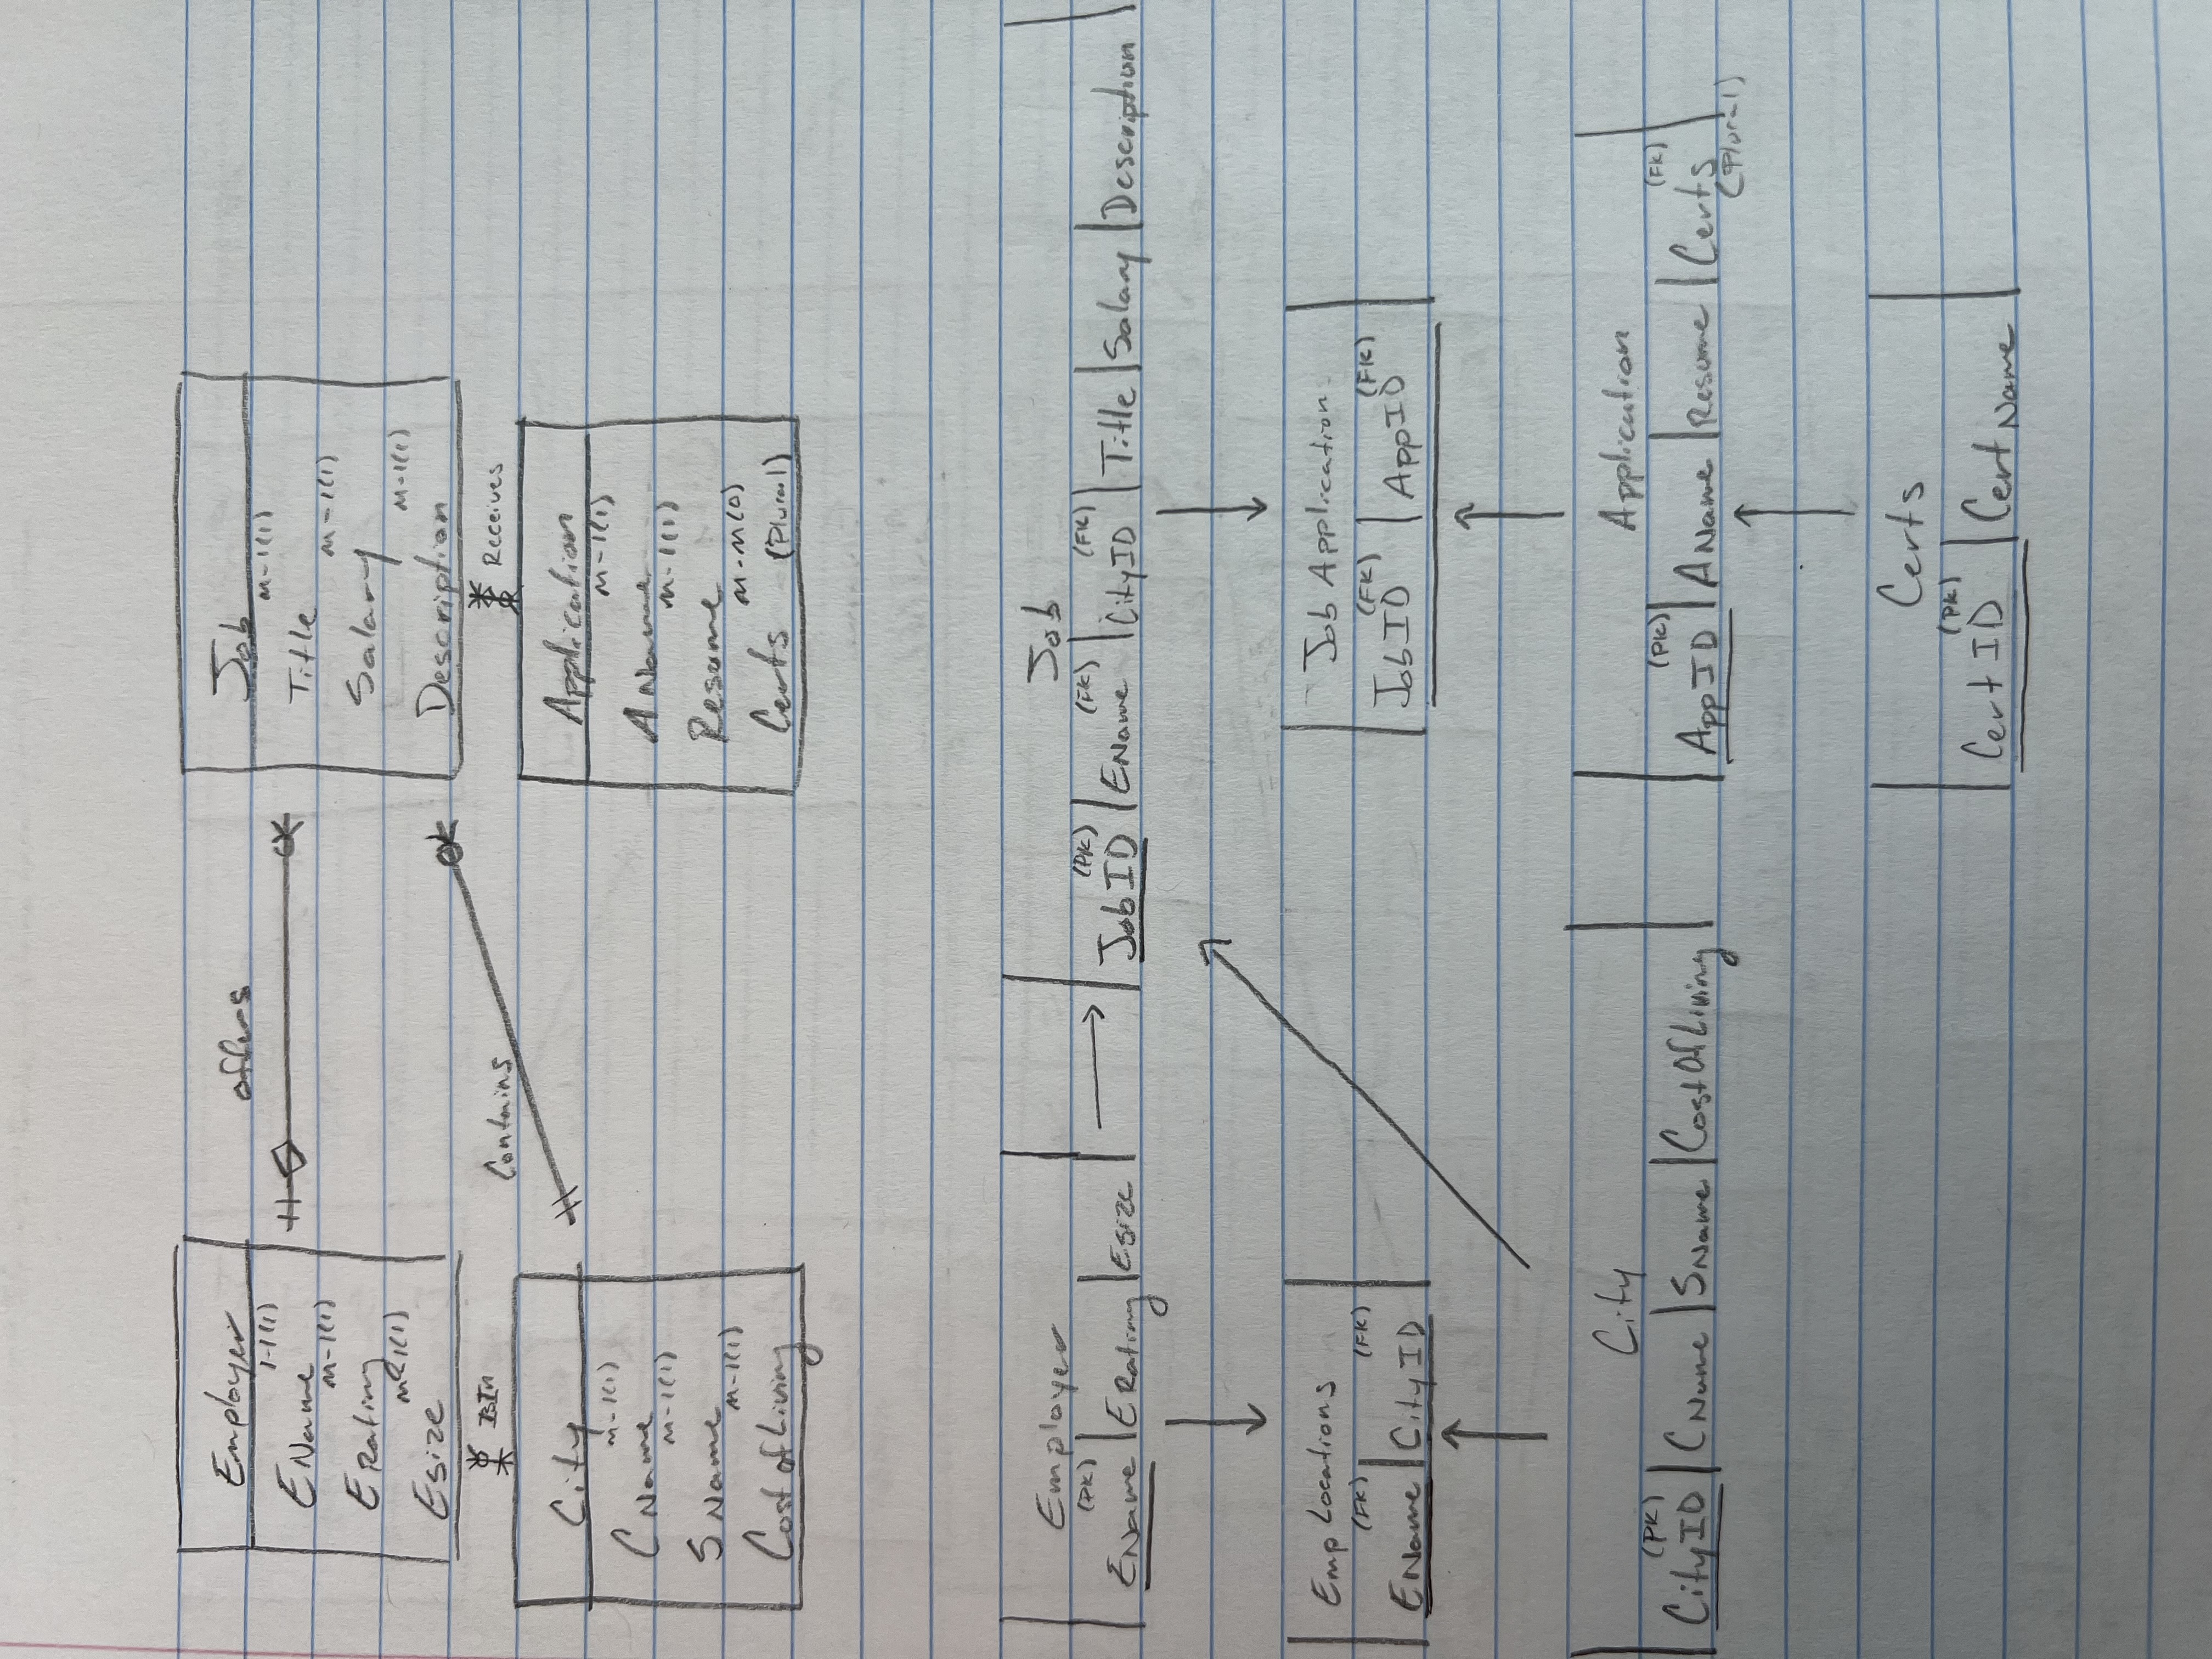 Employer
1-1(1)
EName
M-1(1)
ERating
M-1(1)
Esize
offers
Job
M-1(1)
Title
M-1(1)
Salary
M-1(1)
Description
IsIn
Contains
Receives
City
M-1(1)
CName
M-1(1)
SName
M-1(1)
Cost of Living
Application
M-1(1)
AName
M-1(1)
Resume
M-M(0)
Certs (Plural)
Employer
(PK)
EName | ERating | Esize
Job
(PK) (FK) (FK)
JobID | EName | CityID | Title | Salary | Description
Emp Locations
(FK) (FK)
EName | CityID
Job Application
(FK) (FK)
JobID | AppID
City
(PK)
CityID | CName | SName | CostOfLiving
Application
(PK) (FK)
AppID | AName | Resume | Certs
(Plural)
Certs
(PK)
CertID | CertName